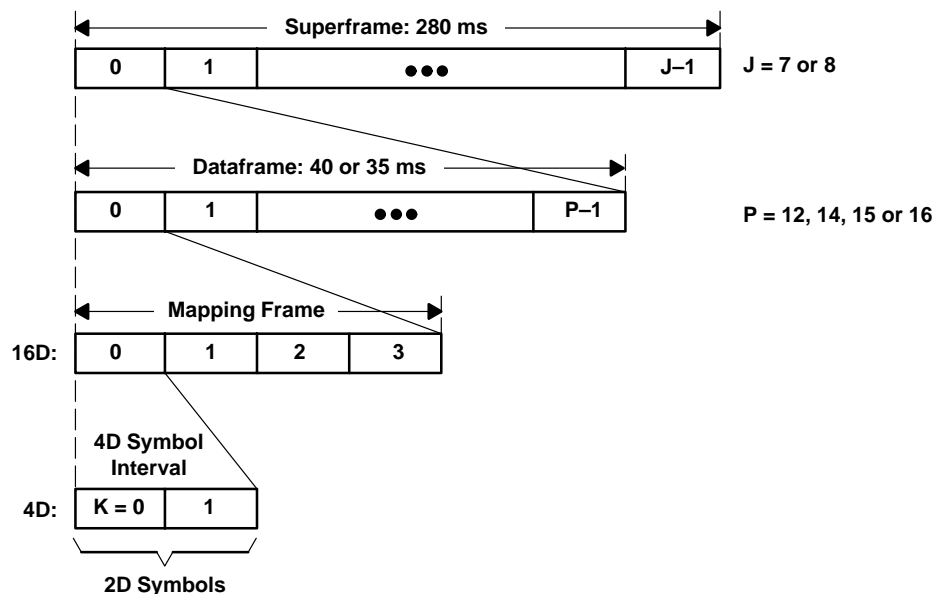 Superframe: 280 ms
0 1 ●●● J–1 J = 7 or 8
Dataframe: 40 or 35 ms
0 1 ●●● P–1 P = 12, 14, 15 or 16
Mapping Frame
16D: 0 1 2 3
4D Symbol
Interval
4D: K = 0 1
2D Symbols